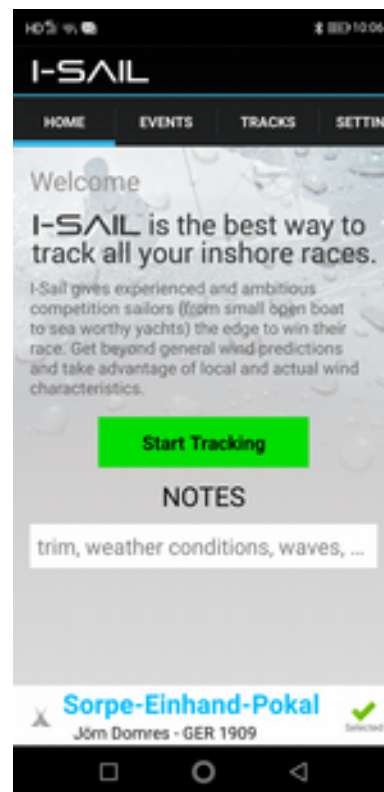 10:06
I-SAIL
HOME EVENTS TRACKS SETTIN
Welcome
I-SAIL is the best way to
track all your inshore races.
I-Sail gives experienced and ambitious
competition sailors (from small open boat
to sea worthy yachts) the edge to win their
race. Get beyond general wind predictions
and take advantage of local and actual wind
characteristics.
Start Tracking
NOTES
trim, weather conditions, waves, ...
Sorpe-Einhand-Pokal
Jörn Domres - GER 1909
Selected